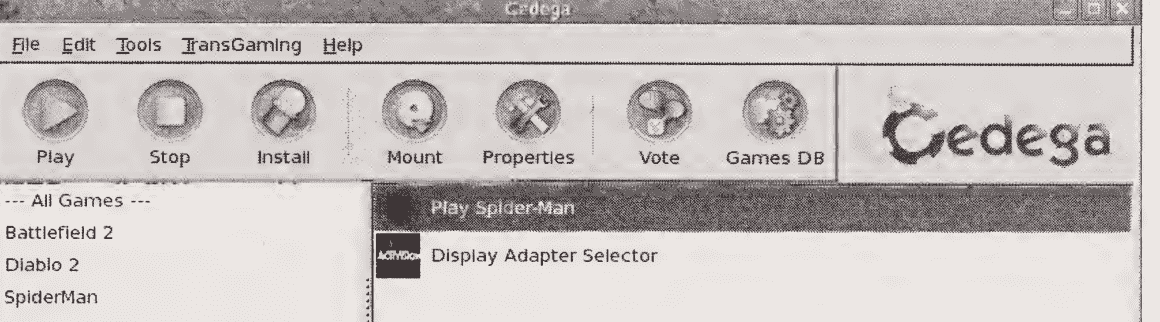 Cedega
File Edit Tools TransGaming Help
Play Stop Install Mount Properties Vote Games DB
Cedega
--- All Games ---
Battlefield 2
Diablo 2
SpiderMan
Play Spider-Man
ACTIVISION
Display Adapter Selector